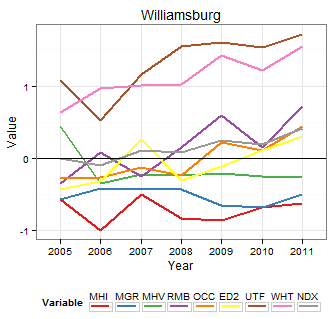 Williamsburg
Value
1
0
-1
2005 2006 2007 2008 2009 2010 2011
Year
Variable MHI MGR MHV RMB OCC ED2 UTF WHT NDX